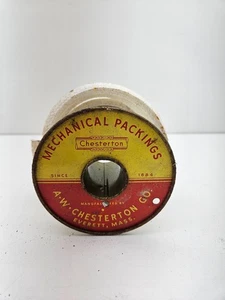 MECHANICAL PACKINGS
Chesterton
SINCE 1884
MANUFACTURED BY
A·W·CHESTERTON CO.
EVERETT, MASS.